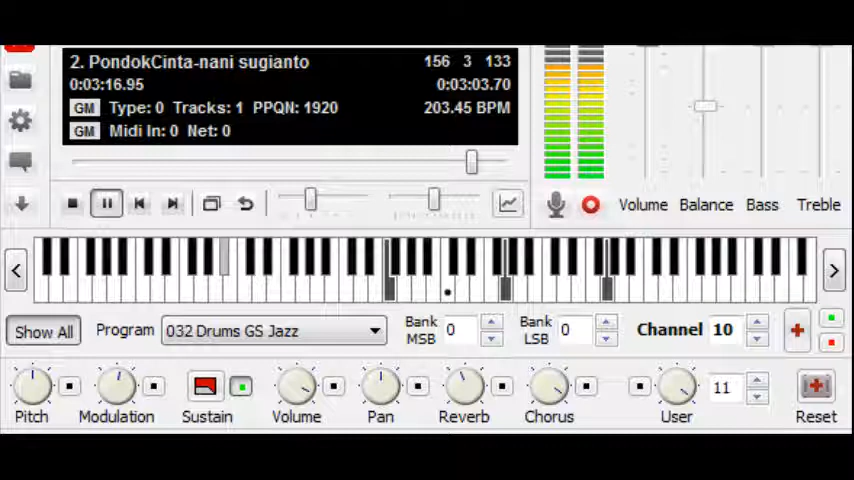 2. PondokCinta-nani sugianto 156 3 133
0:03:16.95 0:03:03.70
GM Type: 0 Tracks: 1 PPQN: 1920 203.45 BPM
GM Midi In: 0 Net: 0
Volume Balance Bass Treble
Show All Program 032 Drums GS Jazz Bank MSB 0 Bank LSB 0 Channel 10
11
Pitch Modulation Sustain Volume Pan Reverb Chorus User Reset